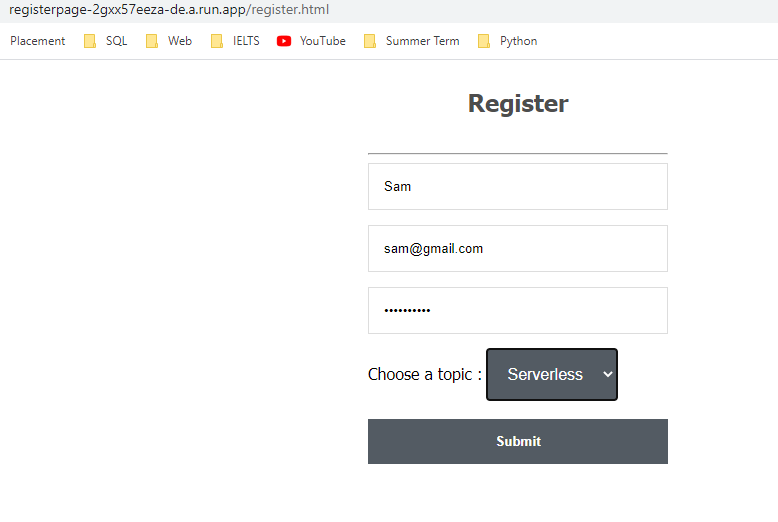 registerpage-2gxx57eeza-de.a.run.app/register.html
Placement SQL Web IELTS YouTube Summer Term Python
Register
Sam
sam@gmail.com
••••••••••
Choose a topic : Serverless
Submit